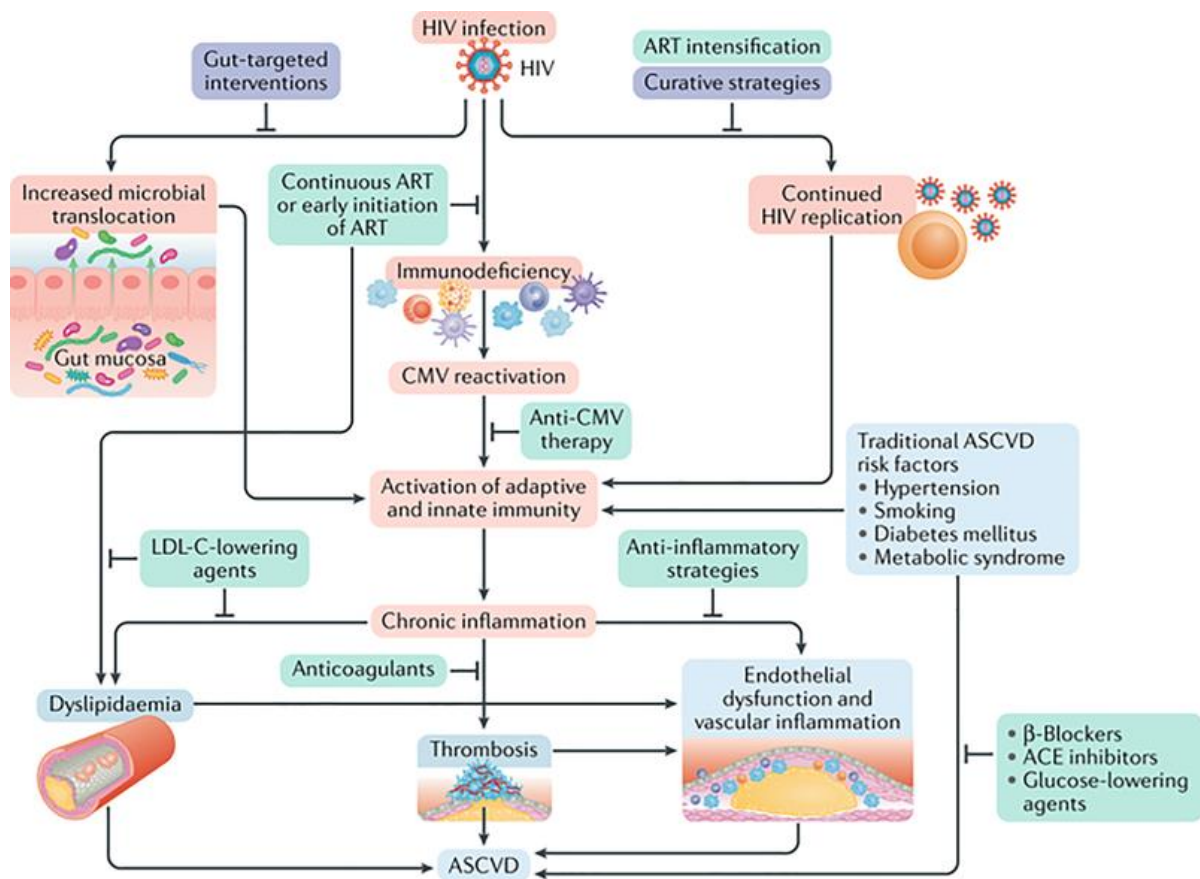 HIV infection
HIV
Gut-targeted
interventions
ART intensification
Curative strategies
Increased microbial
translocation
Gut mucosa
Continuous ART
or early initiation
of ART
Continued
HIV replication
Immunodeficiency
CMV reactivation
Anti-CMV
therapy
Activation of adaptive
and innate immunity
Traditional ASCVD
risk factors
• Hypertension
• Smoking
• Diabetes mellitus
• Metabolic syndrome
LDL-C-lowering
agents
Anti-inflammatory
strategies
Chronic inflammation
Anticoagulants
Dyslipidaemia
Thrombosis
Endothelial
dysfunction and
vascular inflammation
• β-Blockers
• ACE inhibitors
• Glucose-lowering
agents
ASCVD